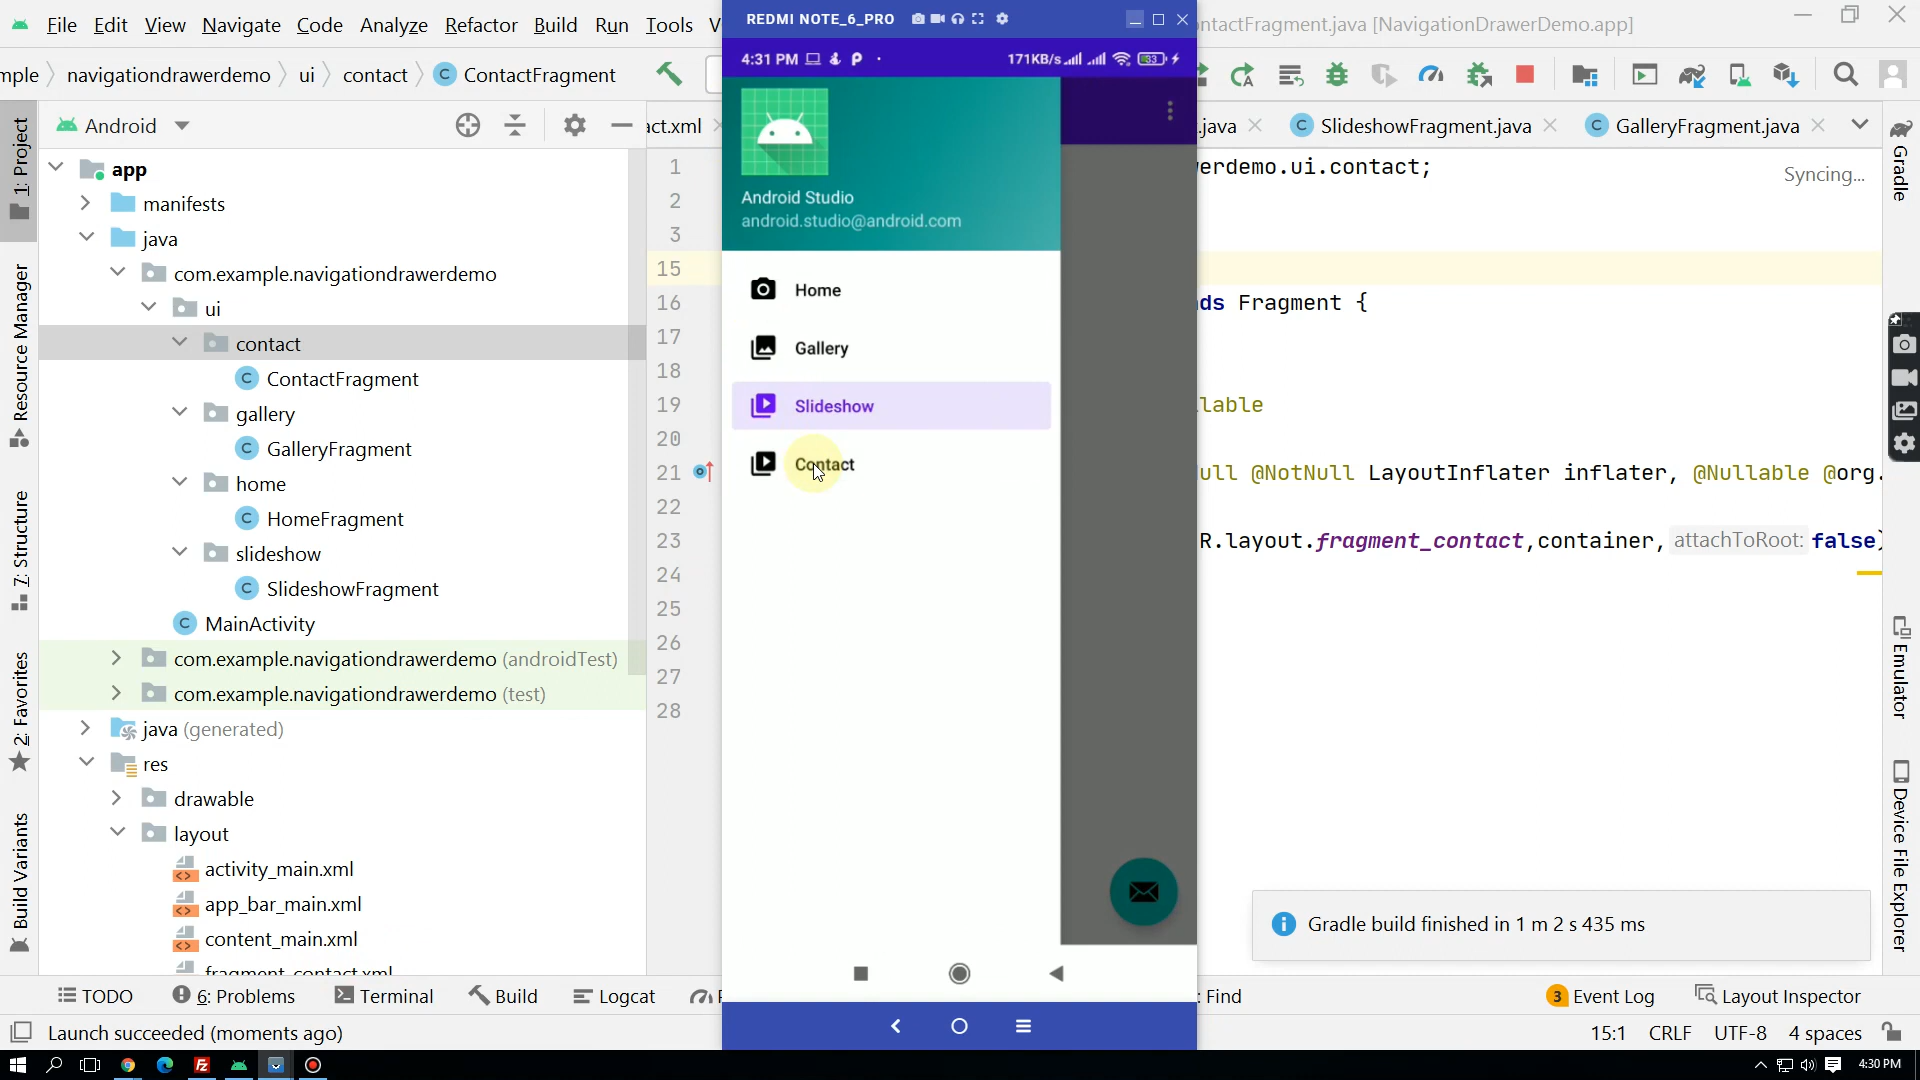 File Edit View Navigate Code Analyze Refactor Build Run Tools V
ntactFragment.java [NavigationDrawerDemo.app]
mple navigationdrawerdemo ui contact ContactFragment
REDMI NOTE_6_PRO
4:31 PM
171KB/s
83
Android
act.xml
.java
SlideshowFragment.java
GalleryFragment.java
1: Project
Resource Manager
7: Structure
2: Favorites
Build Variants
app
manifests
java
com.example.navigationdrawerdemo
ui
contact
ContactFragment
gallery
GalleryFragment
home
HomeFragment
slideshow
SlideshowFragment
MainActivity
com.example.navigationdrawerdemo (androidTest)
com.example.navigationdrawerdemo (test)
java (generated)
res
drawable
layout
activity_main.xml
app_bar_main.xml
content_main.xml
fragment_contact.xml
1
2
3
15
16
17
18
19
20
21
22
23
24
25
26
27
28
Android Studio
android.studio@android.com
Home
Gallery
Slideshow
Contact
erdemo.ui.contact;
Syncing...
ds Fragment {
lable
ull @NotNull LayoutInflater inflater, @Nullable @org.
R.layout.fragment_contact,container, attachToRoot: false)
Gradle
Emulator
Device File Explorer
Gradle build finished in 1 m 2 s 435 ms
TODO 6: Problems Terminal Build Logcat
: Find
3 Event Log Layout Inspector
Launch succeeded (moments ago)
15:1 CRLF UTF-8 4 spaces
4:30 PM